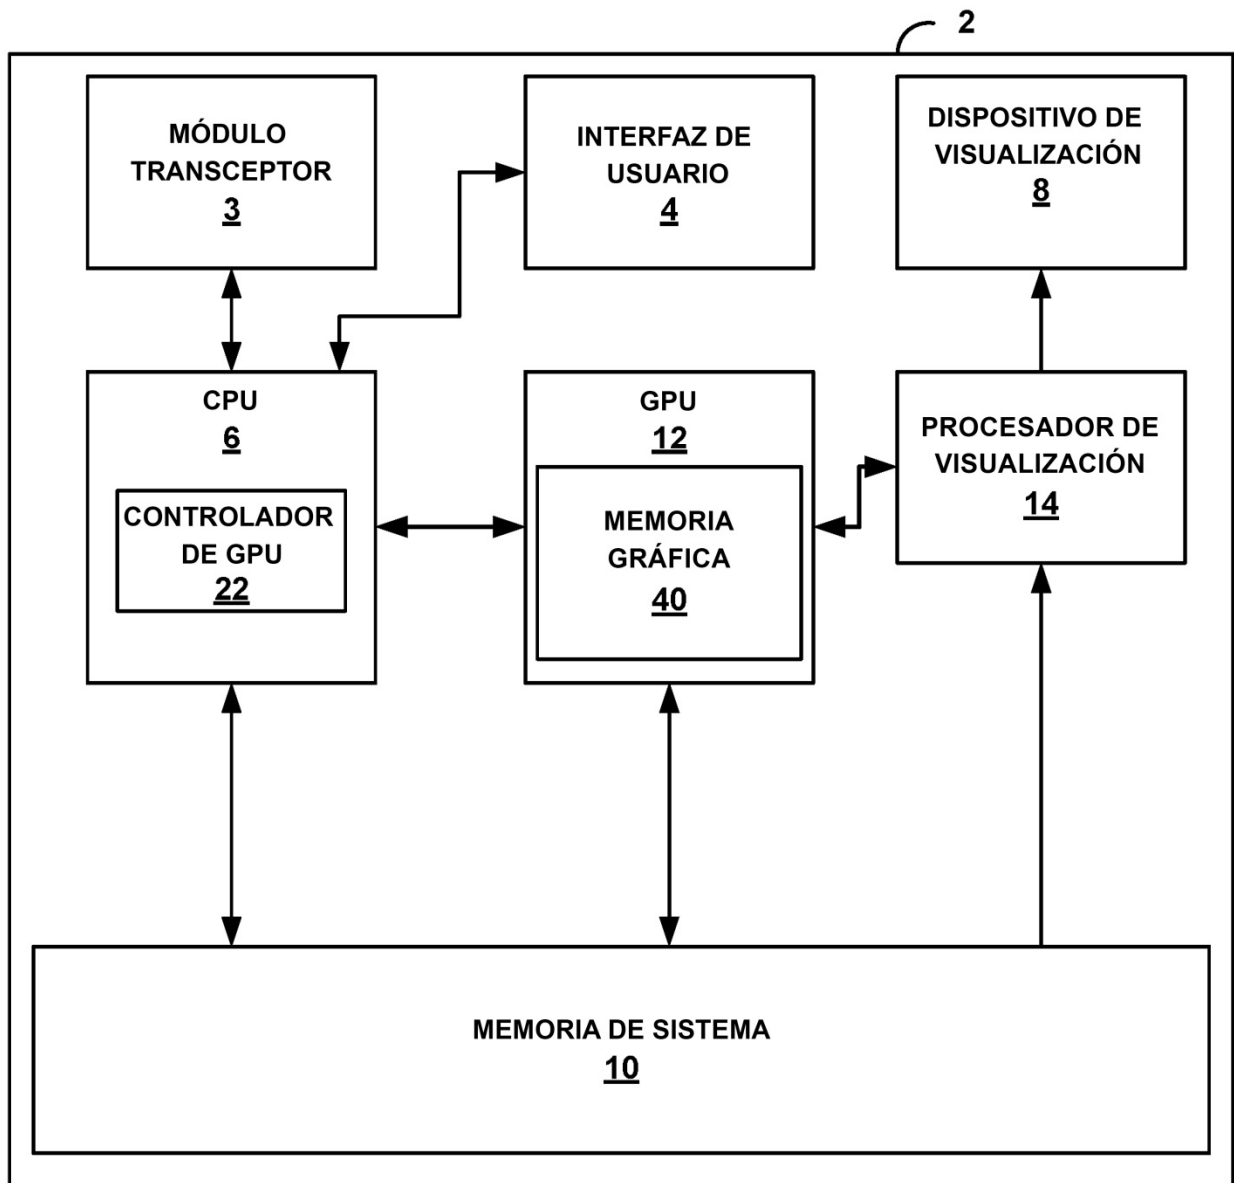 2
MÓDULO
TRANSCEPTOR
3
INTERFAZ DE
USUARIO
4
DISPOSITIVO DE
VISUALIZACIÓN
8
CPU
6
CONTROLADOR
DE GPU
22
GPU
12
MEMORIA
GRÁFICA
40
PROCESADOR DE
VISUALIZACIÓN
14
MEMORIA DE SISTEMA
10